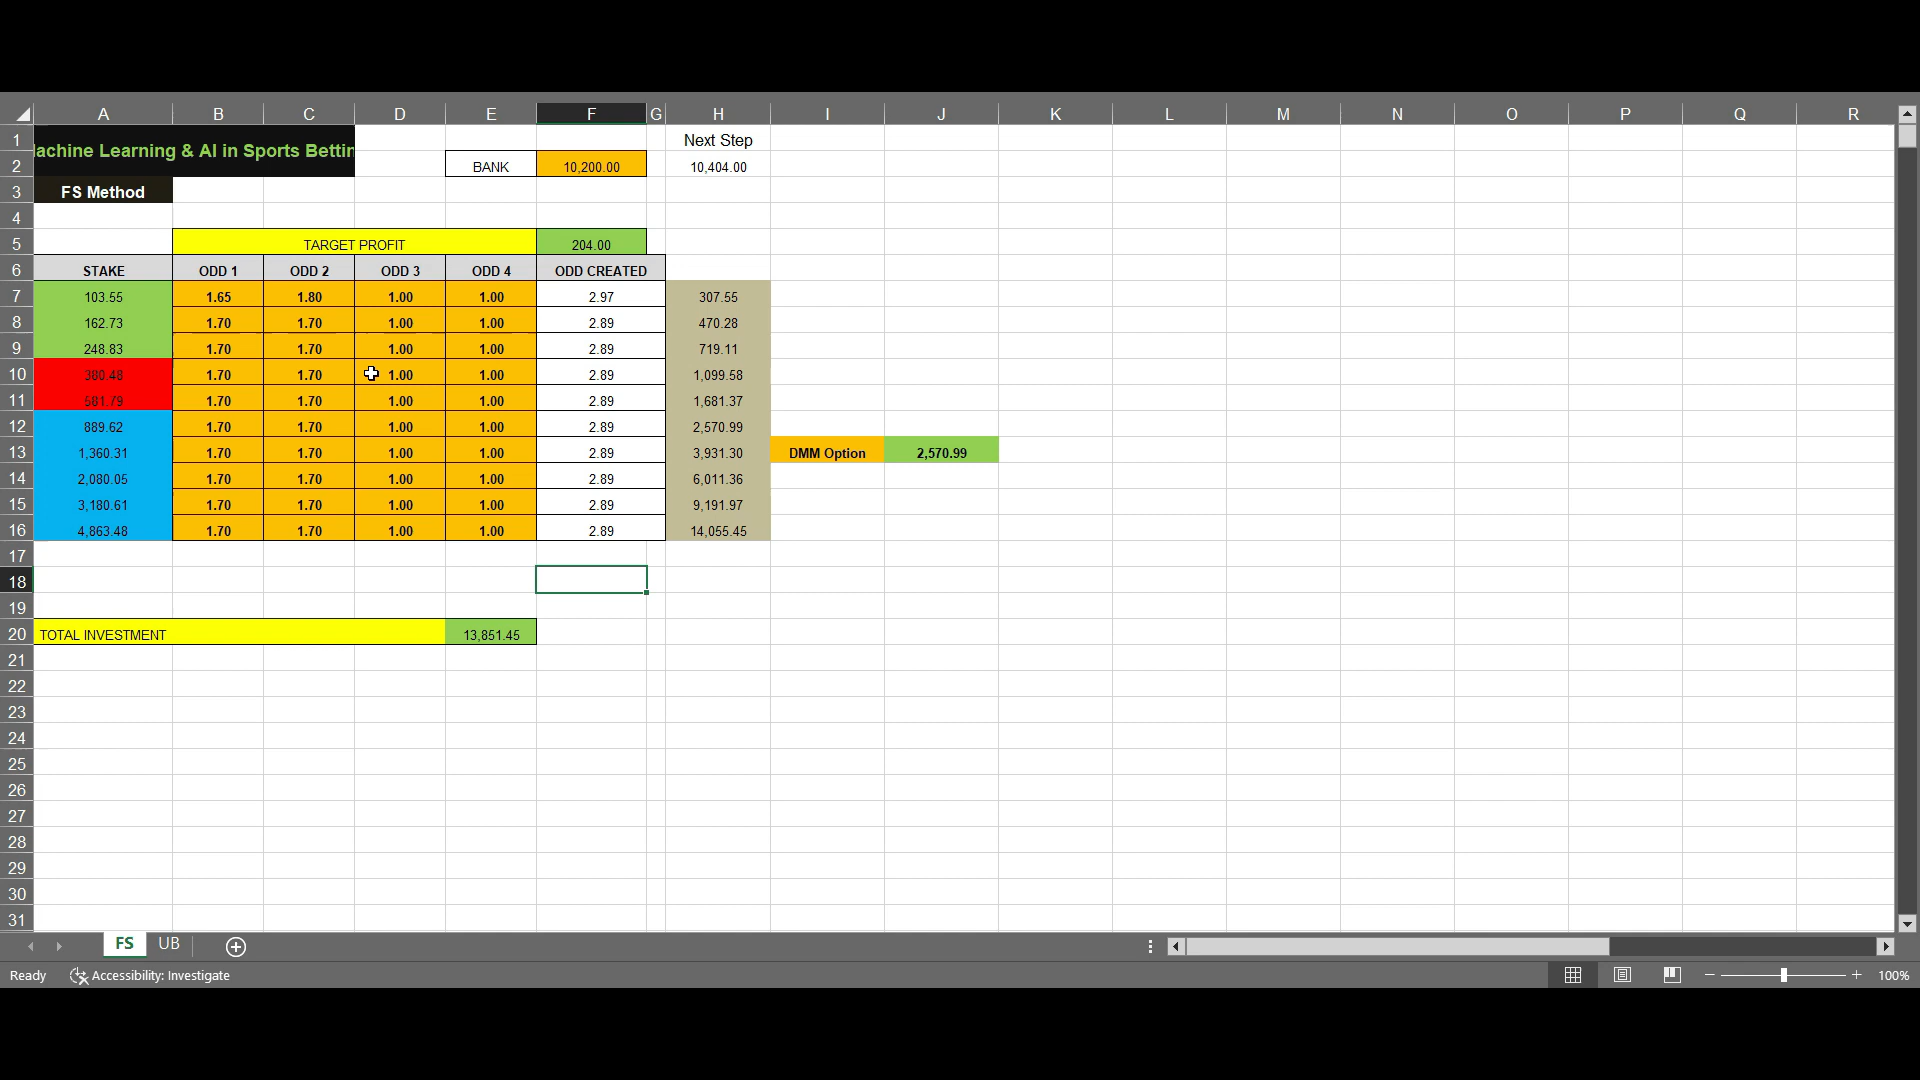 A B C D E F G H I J K L M N O P Q R
1 achine Learning & AI in Sports Bettin Next Step
2 BANK 10,200.00 10,404.00
3 FS Method
4
5 TARGET PROFIT 204.00
6 STAKE ODD 1 ODD 2 ODD 3 ODD 4 ODD CREATED
7 103.55 1.65 1.80 1.00 1.00 2.97 307.55
8 162.73 1.70 1.70 1.00 1.00 2.89 470.28
9 248.83 1.70 1.70 1.00 1.00 2.89 719.11
10 380.48 1.70 1.70 1.00 1.00 2.89 1,099.58
11 581.79 1.70 1.70 1.00 1.00 2.89 1,681.37
12 889.62 1.70 1.70 1.00 1.00 2.89 2,570.99
13 1,360.31 1.70 1.70 1.00 1.00 2.89 3,931.30 DMM Option 2,570.99
14 2,080.05 1.70 1.70 1.00 1.00 2.89 6,011.36
15 3,180.61 1.70 1.70 1.00 1.00 2.89 9,191.97
16 4,863.48 1.70 1.70 1.00 1.00 2.89 14,055.45
17
18
19
20 TOTAL INVESTMENT 13,851.45
21
22
23
24
25
26
27
28
29
30
31
FS UB
Ready Accessibility: Investigate 100%